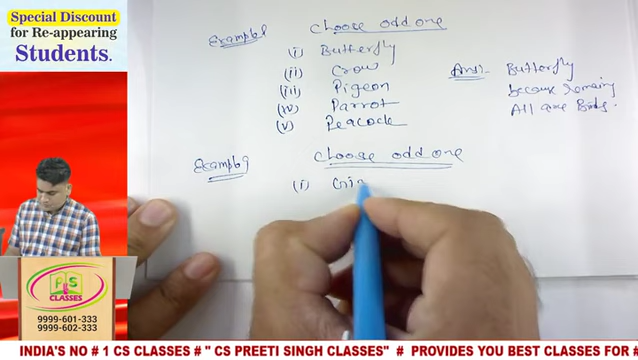 Special Discount
for Re-appearing
Students.
Example 8 Choose odd one
(i) Butterfly
(ii) Crow
(iii) Pigeon
(iv) Parrot
(v) Peacock
Ans:- Butterfly
because remaining
All are Birds.
Example 9 Choose odd one
(i)
PS
CLASSES
9999-601-333
9999-602-333
INDIA'S NO # 1 CS CLASSES # " CS PREETI SINGH CLASSES" # PROVIDES YOU BEST CLASSES FOR #